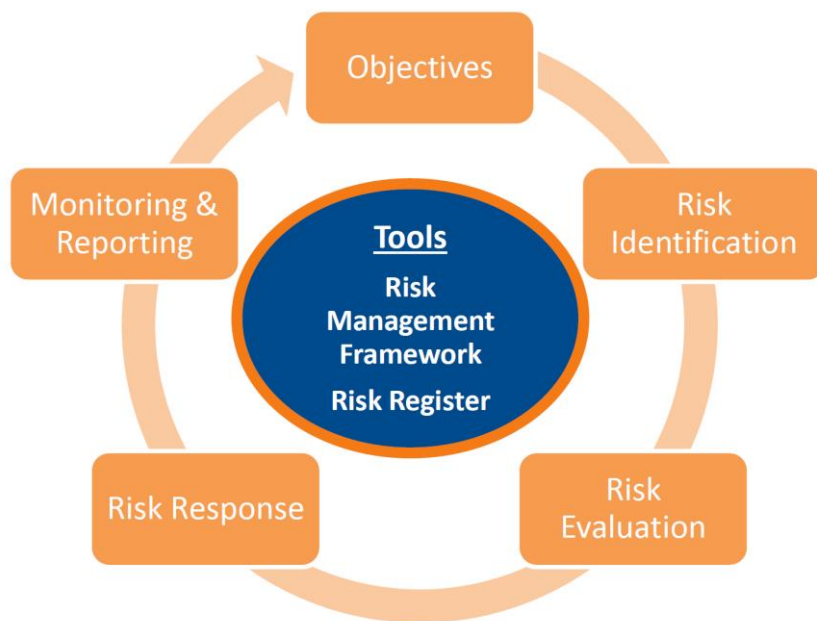 Objectives
Risk
Identification
Risk
Evaluation
Risk Response
Monitoring &
Reporting
Tools
Risk
Management
Framework
Risk Register